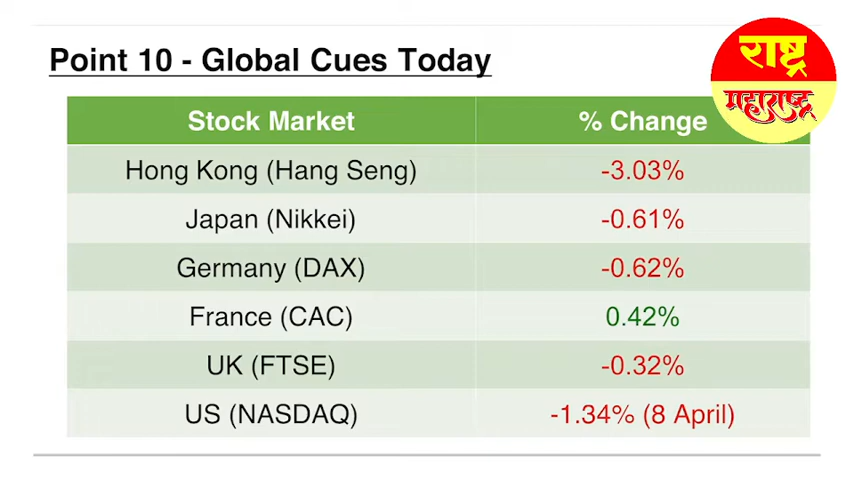 Point 10 - Global Cues Today
राष्ट्र
महाराष्ट्र
Stock Market % Change
Hong Kong (Hang Seng) -3.03%
Japan (Nikkei) -0.61%
Germany (DAX) -0.62%
France (CAC) 0.42%
UK (FTSE) -0.32%
US (NASDAQ) -1.34% (8 April)